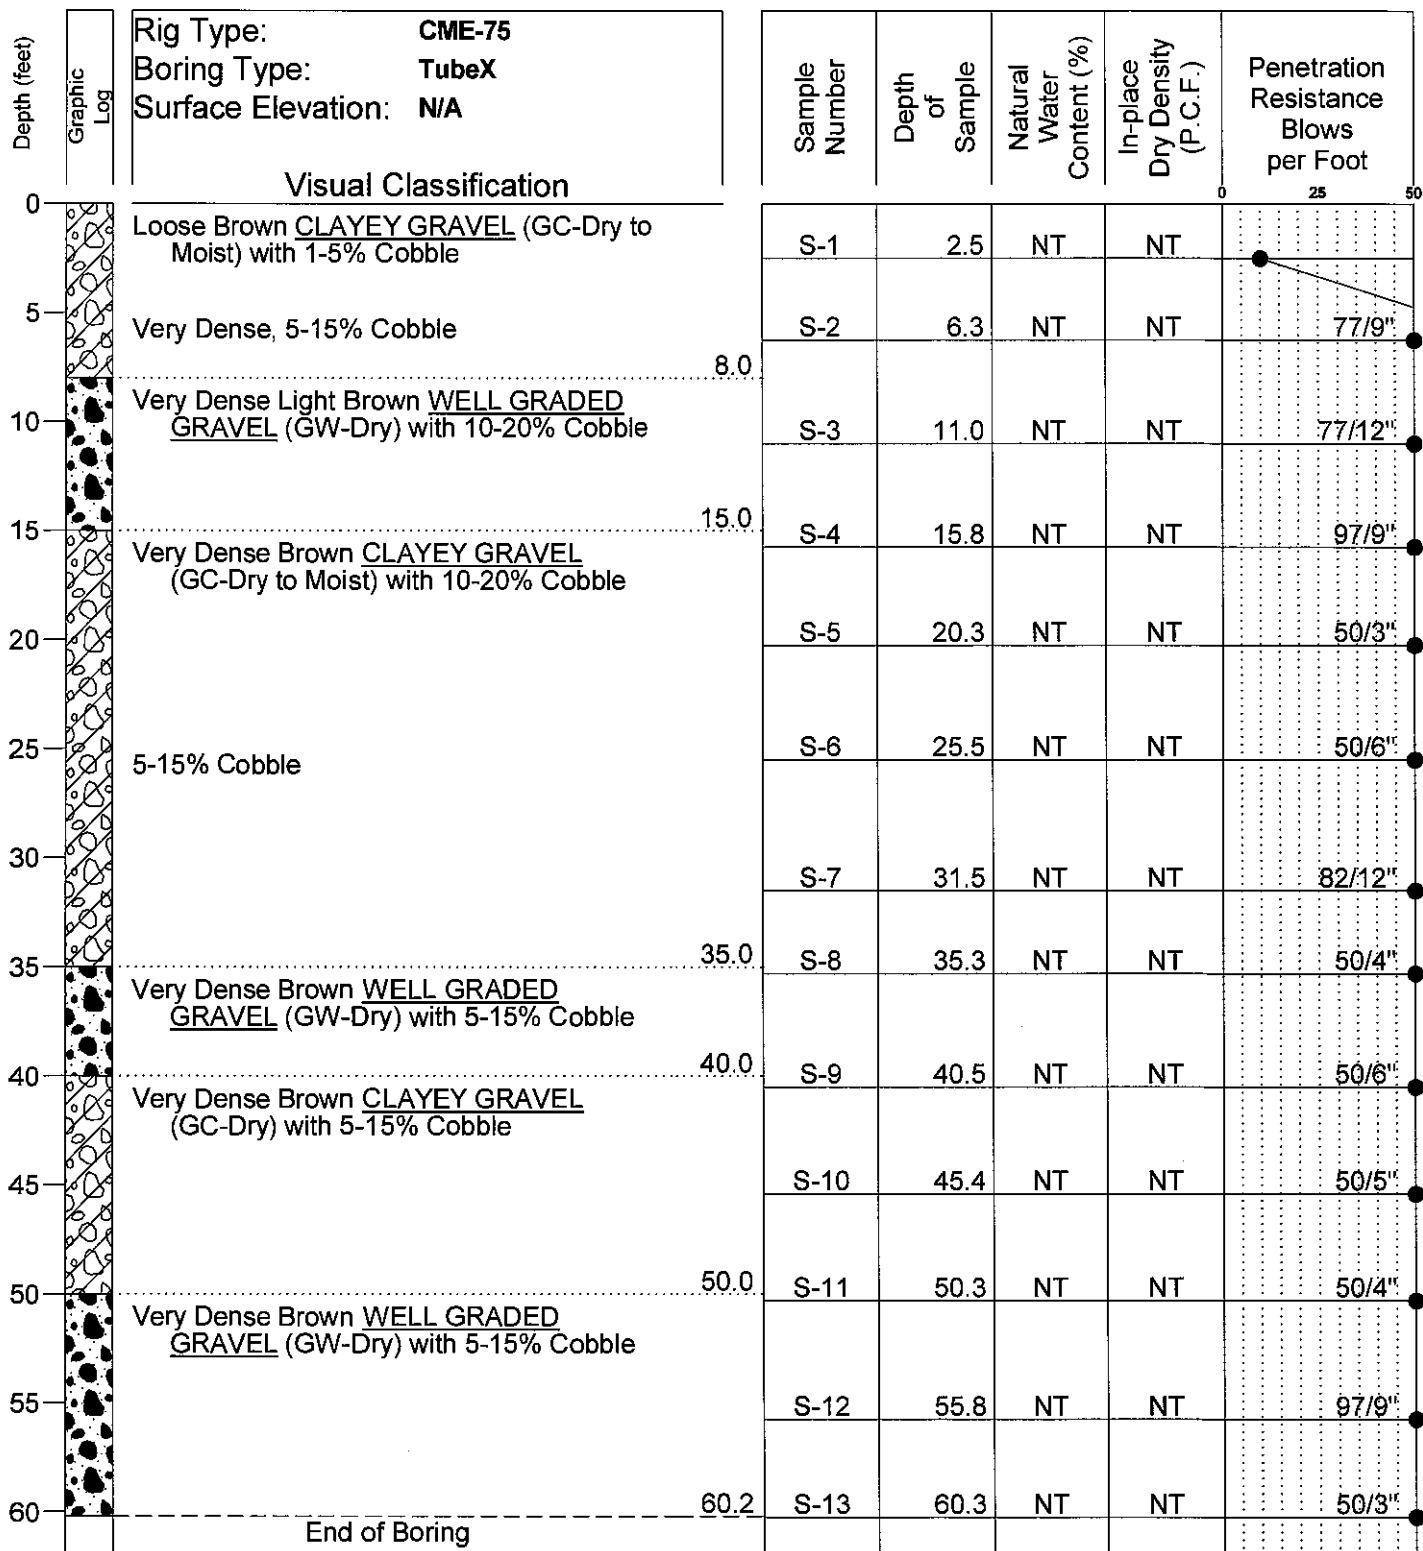 Depth (feet)
Graphic
Log
Rig Type: CME-75
Boring Type: TubeX
Surface Elevation: N/A
Visual Classification
Sample
Number
Depth
of
Sample
Natural
Water
Content (%)
In-place
Dry Density
(P.C.F.)
Penetration
Resistance
Blows
per Foot
0 25 50
0
Loose Brown CLAYEY GRAVEL (GC-Dry to
Moist) with 1-5% Cobble
S-1 2.5 NT NT
5
Very Dense, 5-15% Cobble
S-2 6.3 NT NT 77/9"
8.0
Very Dense Light Brown WELL GRADED
GRAVEL (GW-Dry) with 10-20% Cobble
10
S-3 11.0 NT NT 77/12"
15.0
15
S-4 15.8 NT NT 97/9"
Very Dense Brown CLAYEY GRAVEL
(GC-Dry to Moist) with 10-20% Cobble
20
S-5 20.3 NT NT 50/3"
25
S-6 25.5 NT NT 50/6"
5-15% Cobble
30
S-7 31.5 NT NT 82/12"
35.0
35
S-8 35.3 NT NT 50/4"
Very Dense Brown WELL GRADED
GRAVEL (GW-Dry) with 5-15% Cobble
40.0
40
S-9 40.5 NT NT 50/6"
Very Dense Brown CLAYEY GRAVEL
(GC-Dry) with 5-15% Cobble
45
S-10 45.4 NT NT 50/5"
50.0
50
S-11 50.3 NT NT 50/4"
Very Dense Brown WELL GRADED
GRAVEL (GW-Dry) with 5-15% Cobble
55
S-12 55.8 NT NT 97/9"
60
60.2
S-13 60.3 NT NT 50/3"
End of Boring